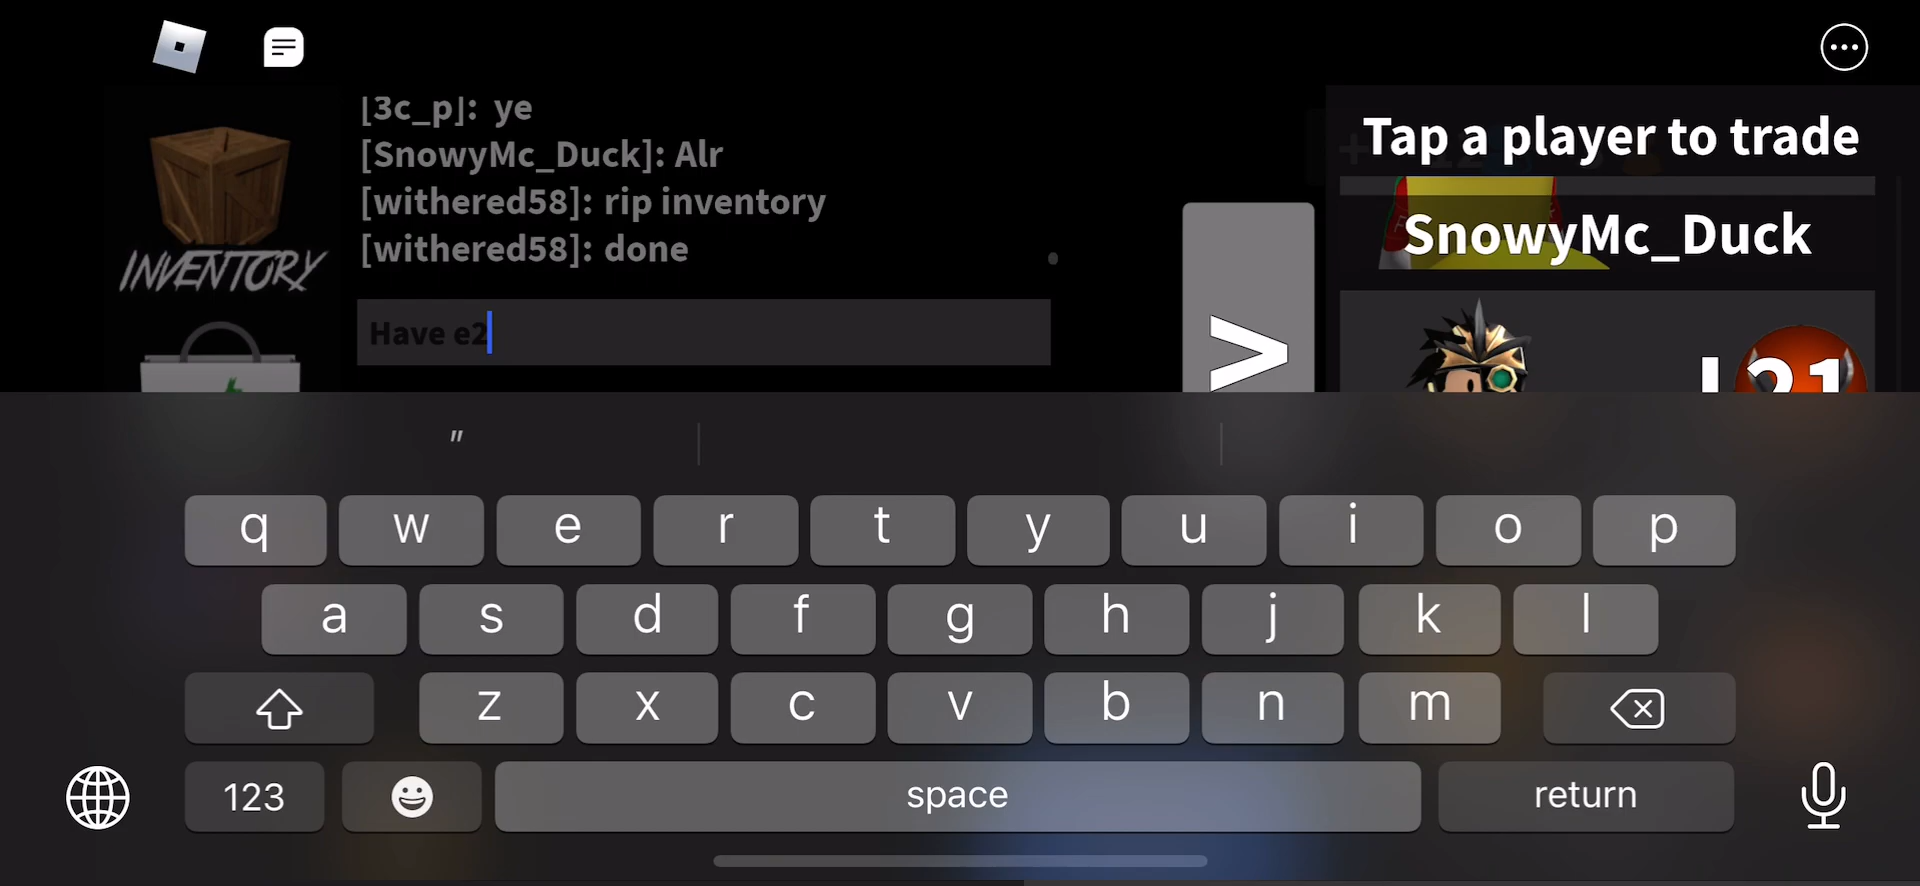 [3c_p]: ye
[SnowyMc_Duck]: Alr
[withered58]: rip inventory
[withered58]: done
Have e2
INVENTORY
>
Tap a player to trade
SnowyMc_Duck
"
q w e r t y u i o p
a s d f g h j k l
z x c v b n m
123
space
return